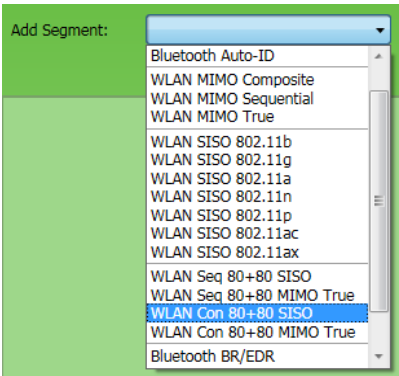 Add Segment:
Bluetooth Auto-ID
WLAN MIMO Composite
WLAN MIMO Sequential
WLAN MIMO True
WLAN SISO 802.11b
WLAN SISO 802.11g
WLAN SISO 802.11a
WLAN SISO 802.11n
WLAN SISO 802.11p
WLAN SISO 802.11ac
WLAN SISO 802.11ax
WLAN Seq 80+80 SISO
WLAN Seq 80+80 MIMO True
WLAN Con 80+80 SISO
WLAN Con 80+80 MIMO True
Bluetooth BR/EDR